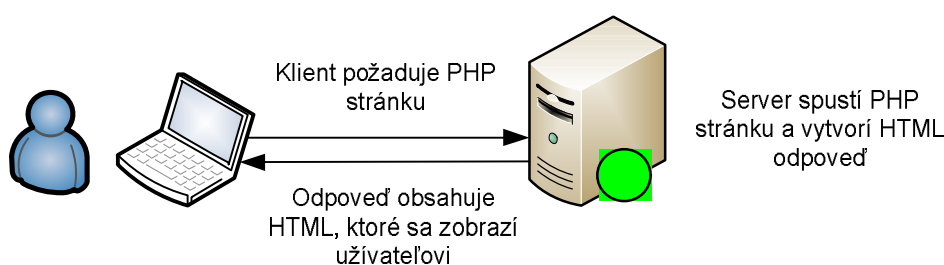 Klient požaduje PHP
stránku
Server spustí PHP
stránku a vytvorí HTML
odpoveď
Odpoveď obsahuje
HTML, ktoré sa zobrazí
užívateľovi